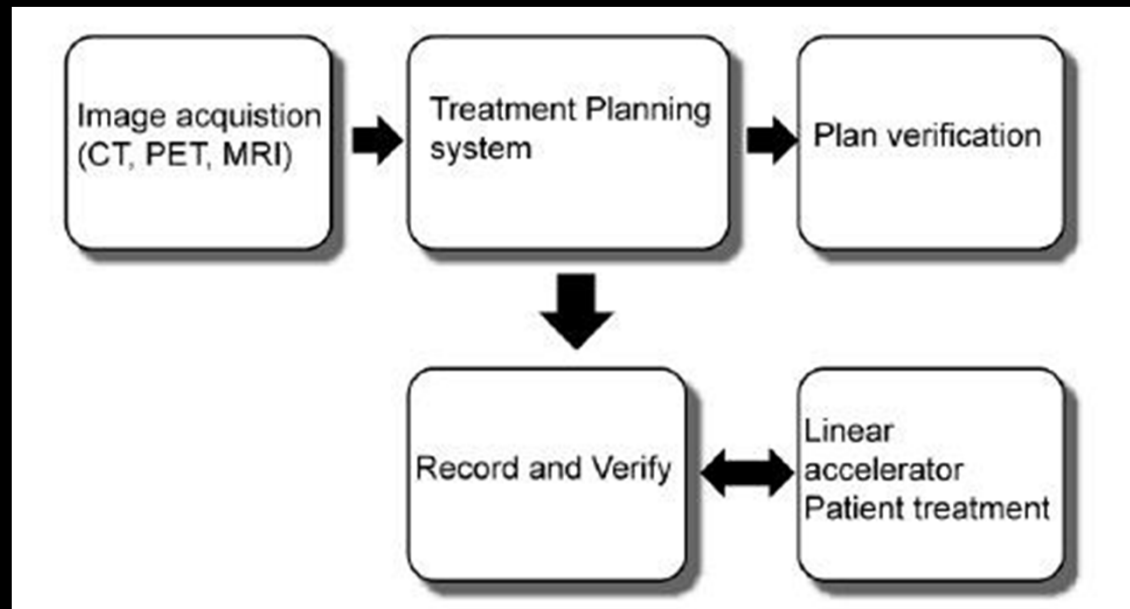 Image acquistion
(CT, PET, MRI)
Treatment Planning
system
Plan verification
Record and Verify
Linear
accelerator
Patient treatment